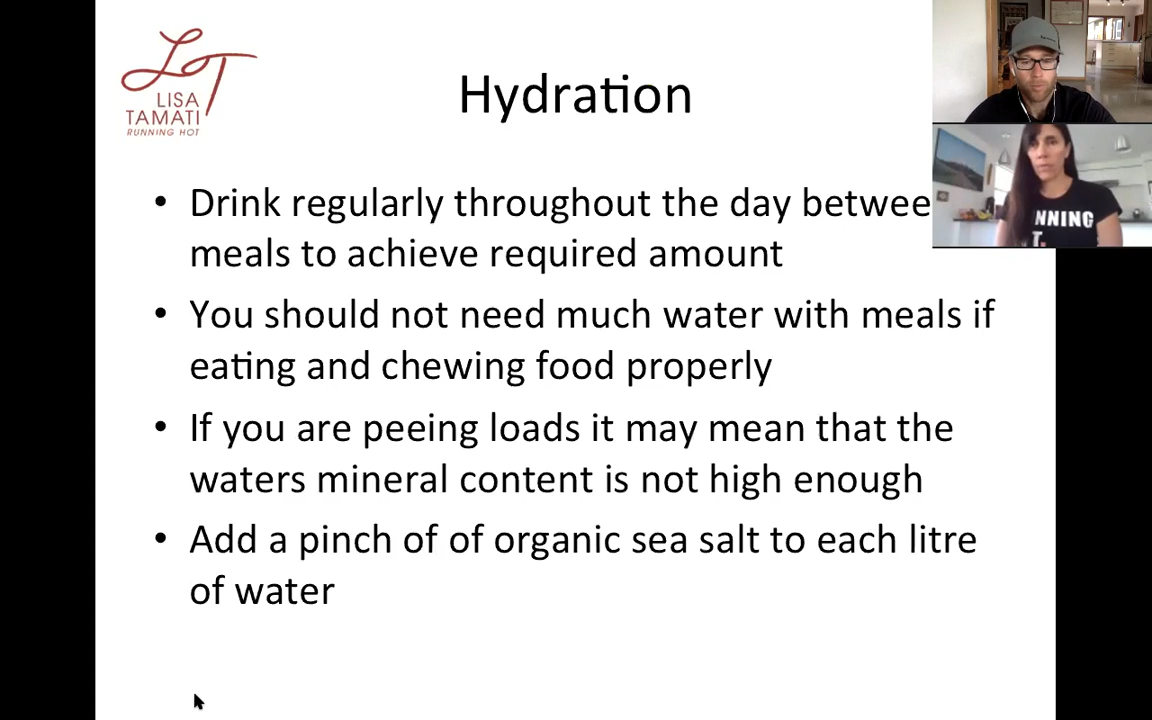 LISA
TAMATI
RUNNING HOT
Hydration
• Drink regularly throughout the day betwee
meals to achieve required amount
• You should not need much water with meals if
eating and chewing food properly
• If you are peeing loads it may mean that the
waters mineral content is not high enough
• Add a pinch of of organic sea salt to each litre
of water
NNING
T.